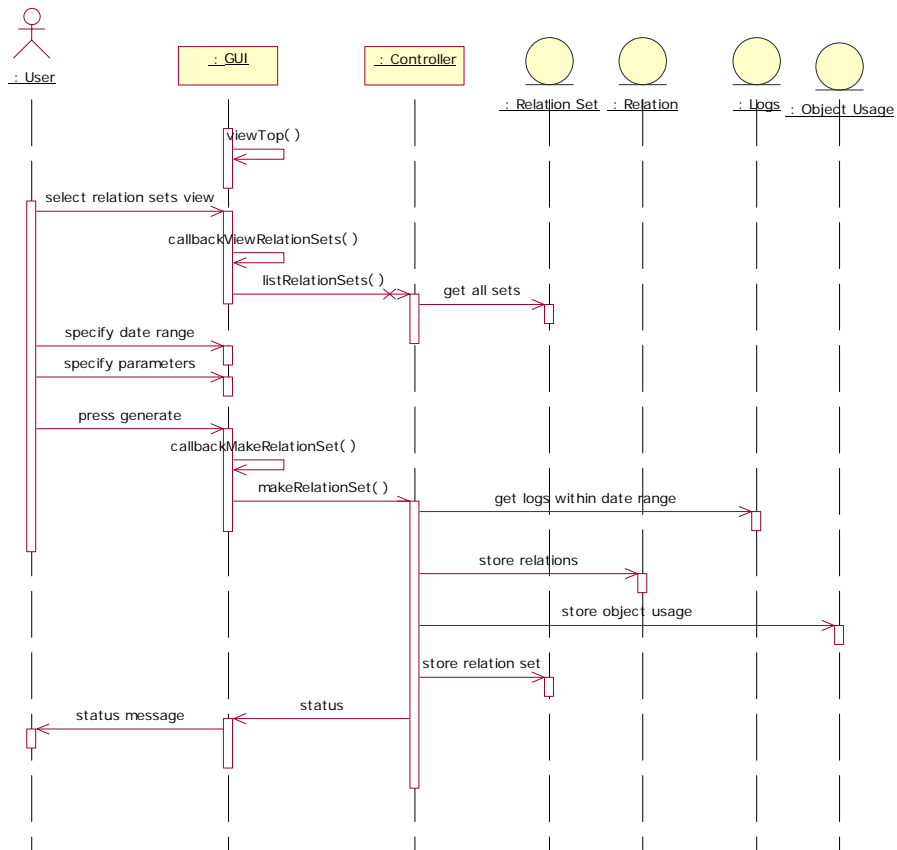 : User
: GUI
: Controller
: Relation Set
: Relation
: Logs
: Object Usage
viewTop( )
select relation sets view
callbackViewRelationSets( )
listRelationSets( )
get all sets
specify date range
specify parameters
press generate
callbackMakeRelationSet( )
makeRelationSet( )
get logs within date range
store relations
store object usage
store relation set
status
status message